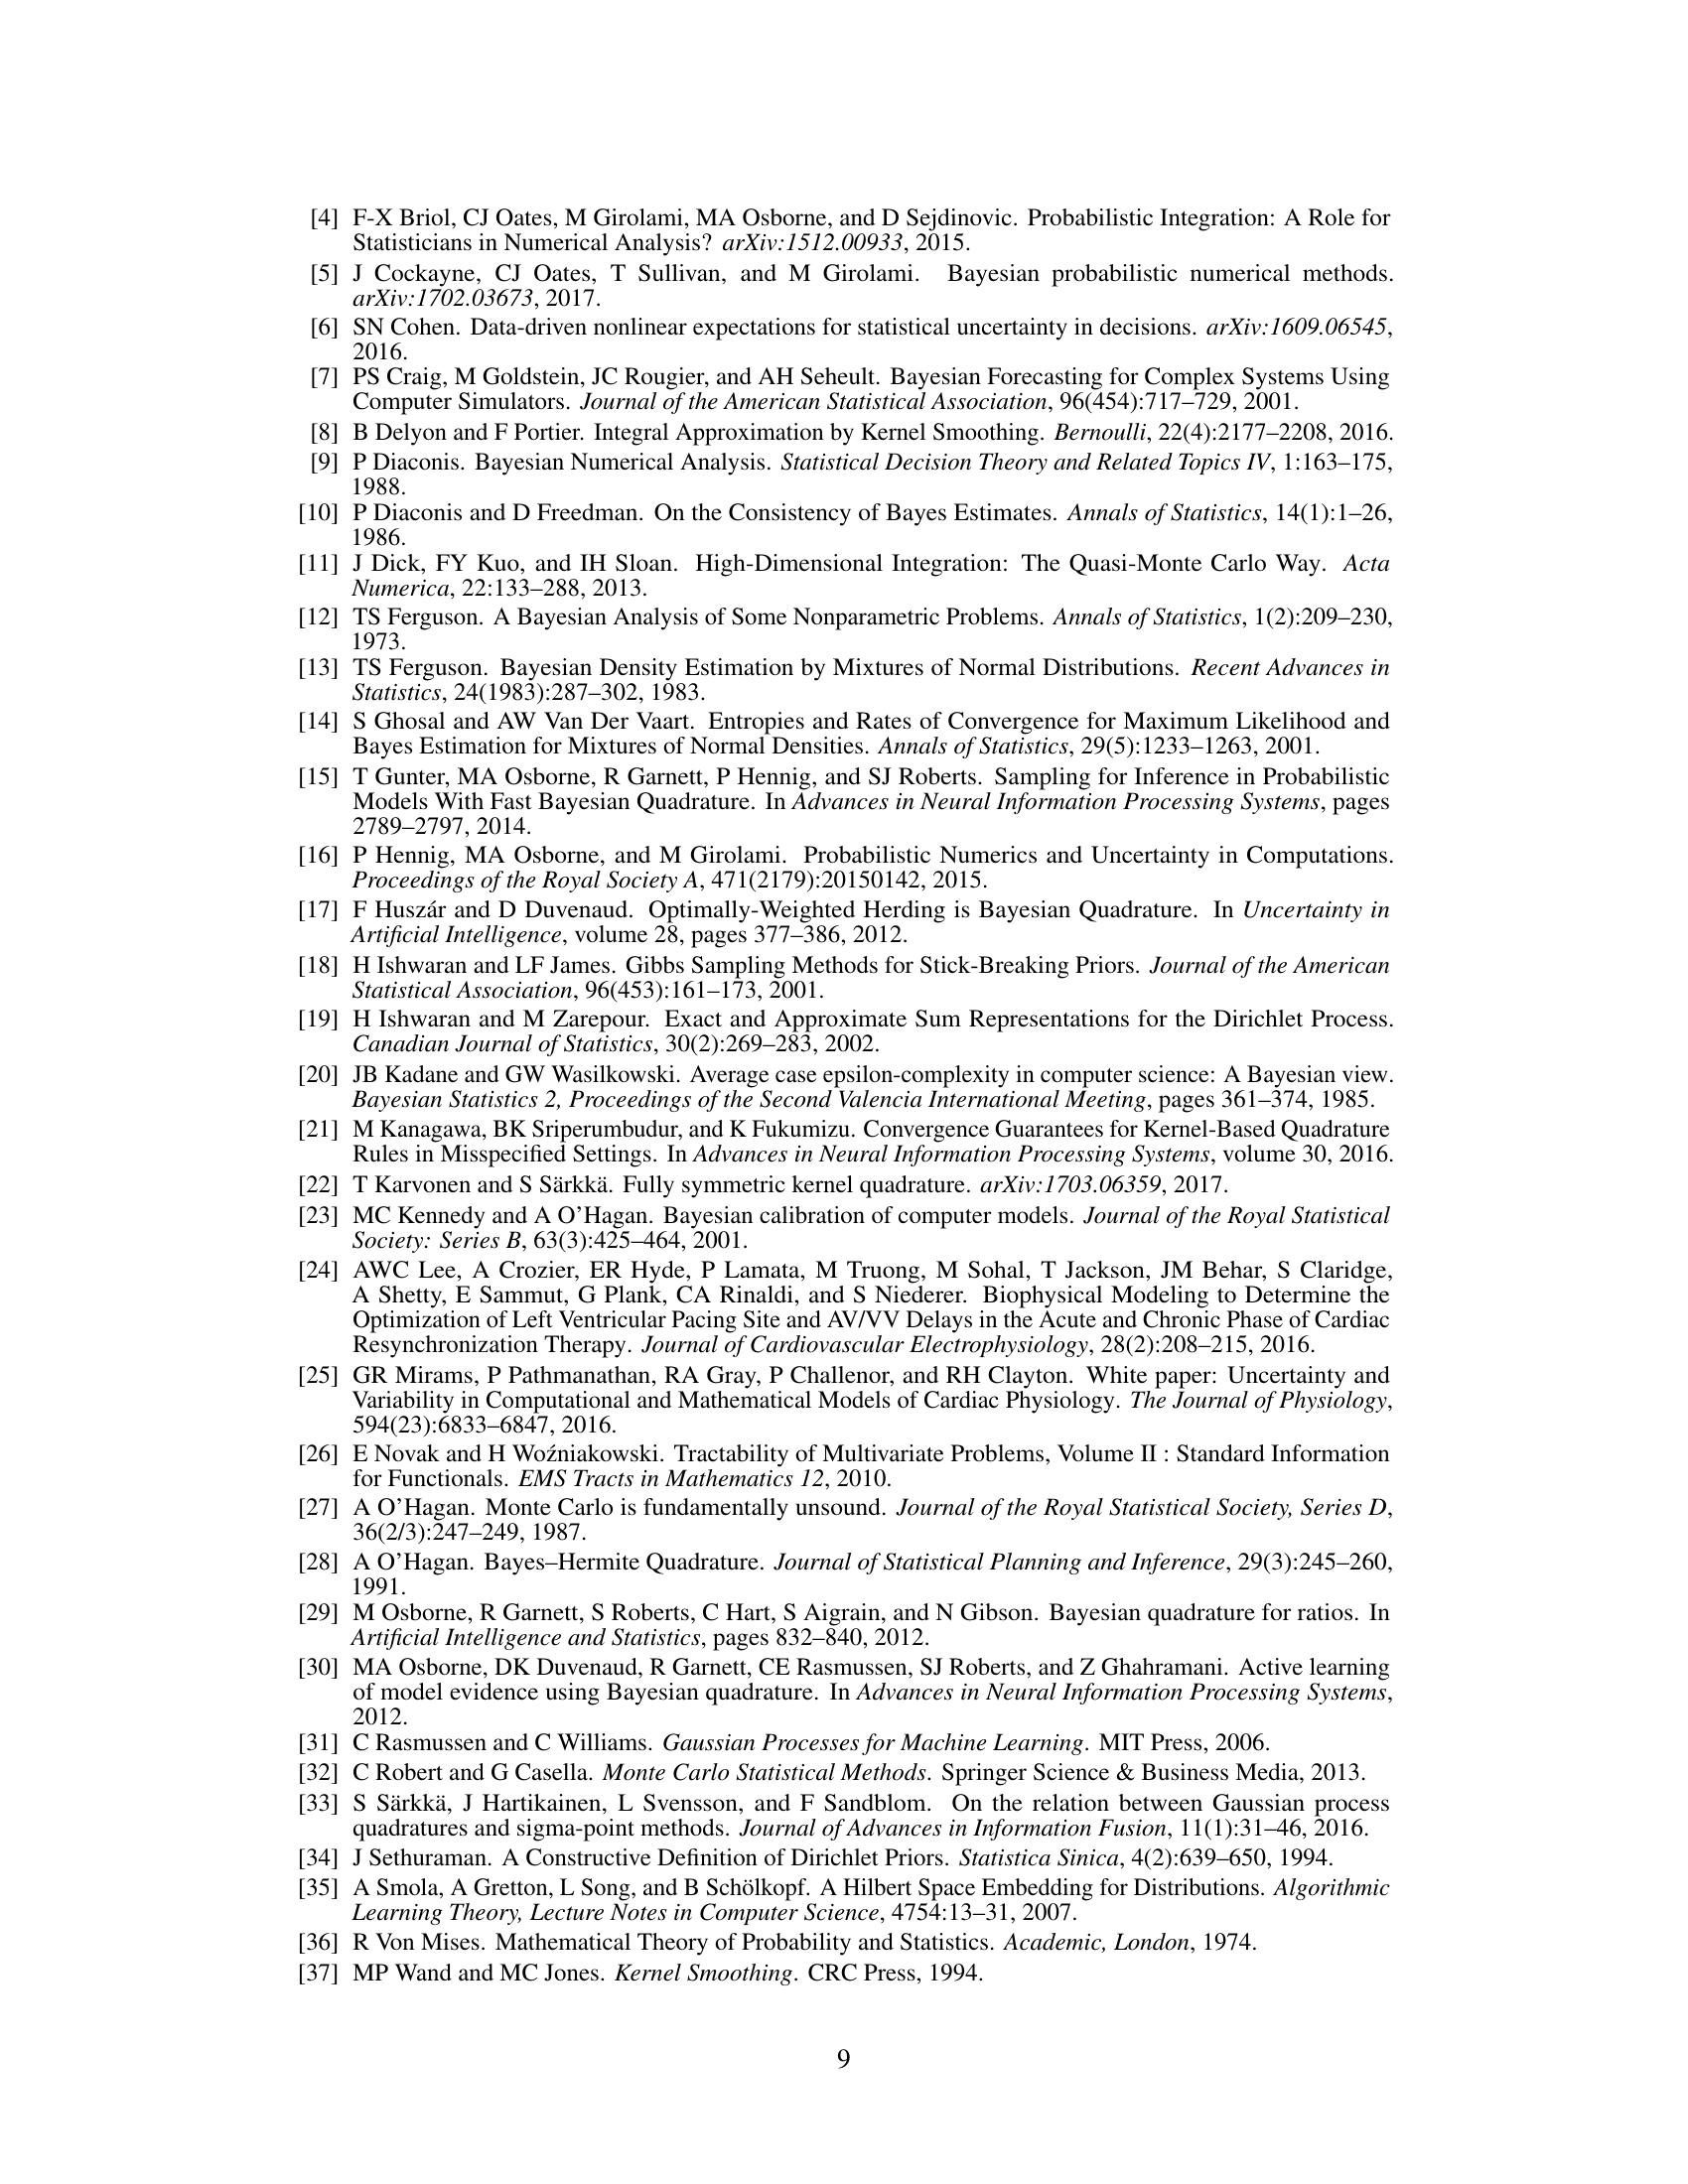 [4] F-X Briol, CJ Oates, M Girolami, MA Osborne, and D Sejdinovic. Probabilistic Integration: A Role for
Statisticians in Numerical Analysis? arXiv:1512.00933, 2015.
[5] J Cockayne, CJ Oates, T Sullivan, and M Girolami. Bayesian probabilistic numerical methods.
arXiv:1702.03673, 2017.
[6] SN Cohen. Data-driven nonlinear expectations for statistical uncertainty in decisions. arXiv:1609.06545,
2016.
[7] PS Craig, M Goldstein, JC Rougier, and AH Seheult. Bayesian Forecasting for Complex Systems Using
Computer Simulators. Journal of the American Statistical Association, 96(454):717–729, 2001.
[8] B Delyon and F Portier. Integral Approximation by Kernel Smoothing. Bernoulli, 22(4):2177–2208, 2016.
[9] P Diaconis. Bayesian Numerical Analysis. Statistical Decision Theory and Related Topics IV, 1:163–175,
1988.
[10] P Diaconis and D Freedman. On the Consistency of Bayes Estimates. Annals of Statistics, 14(1):1–26,
1986.
[11] J Dick, FY Kuo, and IH Sloan. High-Dimensional Integration: The Quasi-Monte Carlo Way. Acta
Numerica, 22:133–288, 2013.
[12] TS Ferguson. A Bayesian Analysis of Some Nonparametric Problems. Annals of Statistics, 1(2):209–230,
1973.
[13] TS Ferguson. Bayesian Density Estimation by Mixtures of Normal Distributions. Recent Advances in
Statistics, 24(1983):287–302, 1983.
[14] S Ghosal and AW Van Der Vaart. Entropies and Rates of Convergence for Maximum Likelihood and
Bayes Estimation for Mixtures of Normal Densities. Annals of Statistics, 29(5):1233–1263, 2001.
[15] T Gunter, MA Osborne, R Garnett, P Hennig, and SJ Roberts. Sampling for Inference in Probabilistic
Models With Fast Bayesian Quadrature. In Advances in Neural Information Processing Systems, pages
2789–2797, 2014.
[16] P Hennig, MA Osborne, and M Girolami. Probabilistic Numerics and Uncertainty in Computations.
Proceedings of the Royal Society A, 471(2179):20150142, 2015.
[17] F Huszár and D Duvenaud. Optimally-Weighted Herding is Bayesian Quadrature. In Uncertainty in
Artificial Intelligence, volume 28, pages 377–386, 2012.
[18] H Ishwaran and LF James. Gibbs Sampling Methods for Stick-Breaking Priors. Journal of the American
Statistical Association, 96(453):161–173, 2001.
[19] H Ishwaran and M Zarepour. Exact and Approximate Sum Representations for the Dirichlet Process.
Canadian Journal of Statistics, 30(2):269–283, 2002.
[20] JB Kadane and GW Wasilkowski. Average case epsilon-complexity in computer science: A Bayesian view.
Bayesian Statistics 2, Proceedings of the Second Valencia International Meeting, pages 361–374, 1985.
[21] M Kanagawa, BK Sriperumbudur, and K Fukumizu. Convergence Guarantees for Kernel-Based Quadrature
Rules in Misspecified Settings. In Advances in Neural Information Processing Systems, volume 30, 2016.
[22] T Karvonen and S Särkkä. Fully symmetric kernel quadrature. arXiv:1703.06359, 2017.
[23] MC Kennedy and A O'Hagan. Bayesian calibration of computer models. Journal of the Royal Statistical
Society: Series B, 63(3):425–464, 2001.
[24] AWC Lee, A Crozier, ER Hyde, P Lamata, M Truong, M Sohal, T Jackson, JM Behar, S Claridge,
A Shetty, E Sammut, G Plank, CA Rinaldi, and S Niederer. Biophysical Modeling to Determine the
Optimization of Left Ventricular Pacing Site and AV/VV Delays in the Acute and Chronic Phase of Cardiac
Resynchronization Therapy. Journal of Cardiovascular Electrophysiology, 28(2):208–215, 2016.
[25] GR Mirams, P Pathmanathan, RA Gray, P Challenor, and RH Clayton. White paper: Uncertainty and
Variability in Computational and Mathematical Models of Cardiac Physiology. The Journal of Physiology,
594(23):6833–6847, 2016.
[26] E Novak and H Woźniakowski. Tractability of Multivariate Problems, Volume II : Standard Information
for Functionals. EMS Tracts in Mathematics 12, 2010.
[27] A O'Hagan. Monte Carlo is fundamentally unsound. Journal of the Royal Statistical Society, Series D,
36(2/3):247–249, 1987.
[28] A O'Hagan. Bayes–Hermite Quadrature. Journal of Statistical Planning and Inference, 29(3):245–260,
1991.
[29] M Osborne, R Garnett, S Roberts, C Hart, S Aigrain, and N Gibson. Bayesian quadrature for ratios. In
Artificial Intelligence and Statistics, pages 832–840, 2012.
[30] MA Osborne, DK Duvenaud, R Garnett, CE Rasmussen, SJ Roberts, and Z Ghahramani. Active learning
of model evidence using Bayesian quadrature. In Advances in Neural Information Processing Systems,
2012.
[31] C Rasmussen and C Williams. Gaussian Processes for Machine Learning. MIT Press, 2006.
[32] C Robert and G Casella. Monte Carlo Statistical Methods. Springer Science & Business Media, 2013.
[33] S Särkkä, J Hartikainen, L Svensson, and F Sandblom. On the relation between Gaussian process
quadratures and sigma-point methods. Journal of Advances in Information Fusion, 11(1):31–46, 2016.
[34] J Sethuraman. A Constructive Definition of Dirichlet Priors. Statistica Sinica, 4(2):639–650, 1994.
[35] A Smola, A Gretton, L Song, and B Schölkopf. A Hilbert Space Embedding for Distributions. Algorithmic
Learning Theory, Lecture Notes in Computer Science, 4754:13–31, 2007.
[36] R Von Mises. Mathematical Theory of Probability and Statistics. Academic, London, 1974.
[37] MP Wand and MC Jones. Kernel Smoothing. CRC Press, 1994.
9